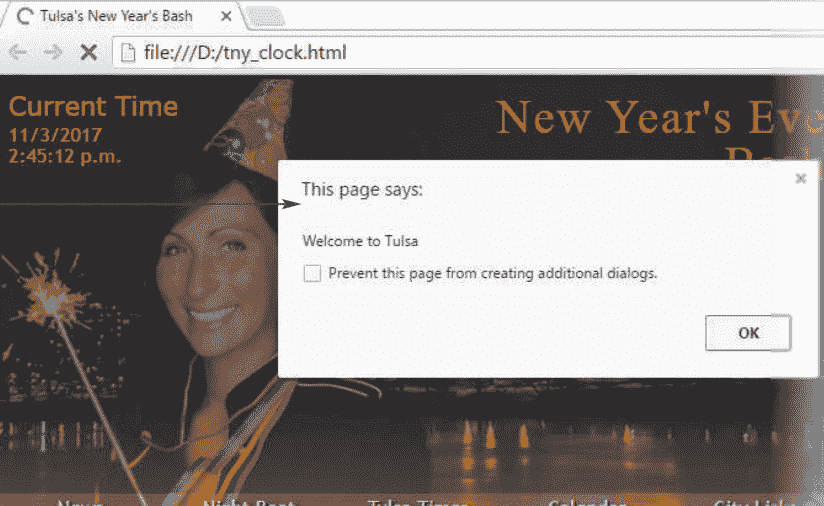 Tulsa's New Year's Bash
file:///D:/tny_clock.html
Current Time
11/3/2017
2:45:12 p.m.
New Year's Eve
This page says:
Welcome to Tulsa
Prevent this page from creating additional dialogs.
OK